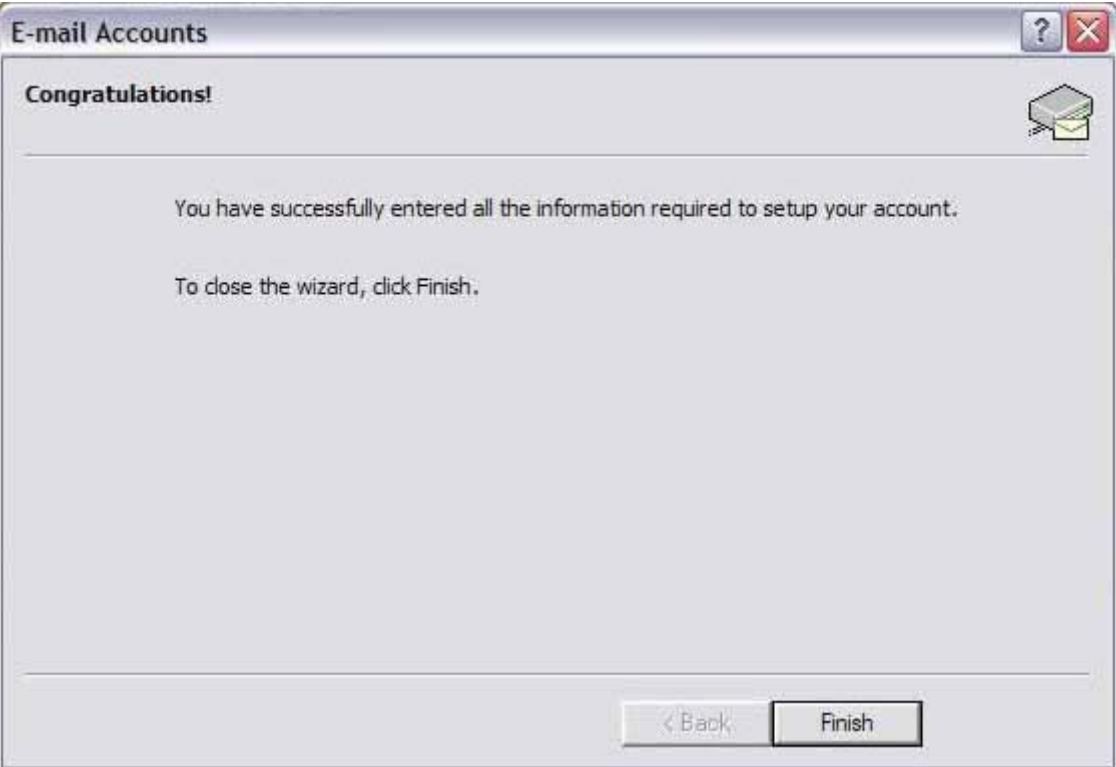 E-mail Accounts
?
Congratulations!
You have successfully entered all the information required to setup your account.
To close the wizard, click Finish.
< Back
Finish